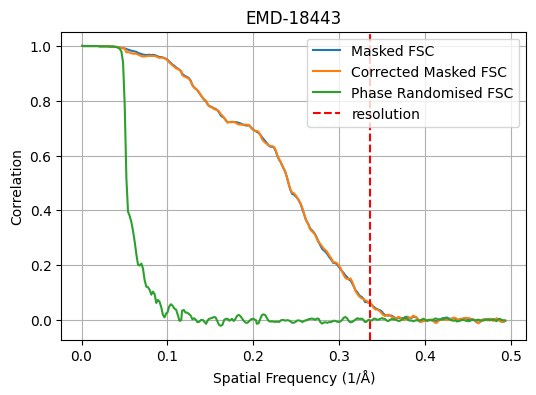 EMD-18443
Masked FSC
Corrected Masked FSC
Phase Randomised FSC
resolution
Correlation
1.0
0.8
0.6
0.4
0.2
0.0
0.0 0.1 0.2 0.3 0.4 0.5
Spatial Frequency (1/Å)